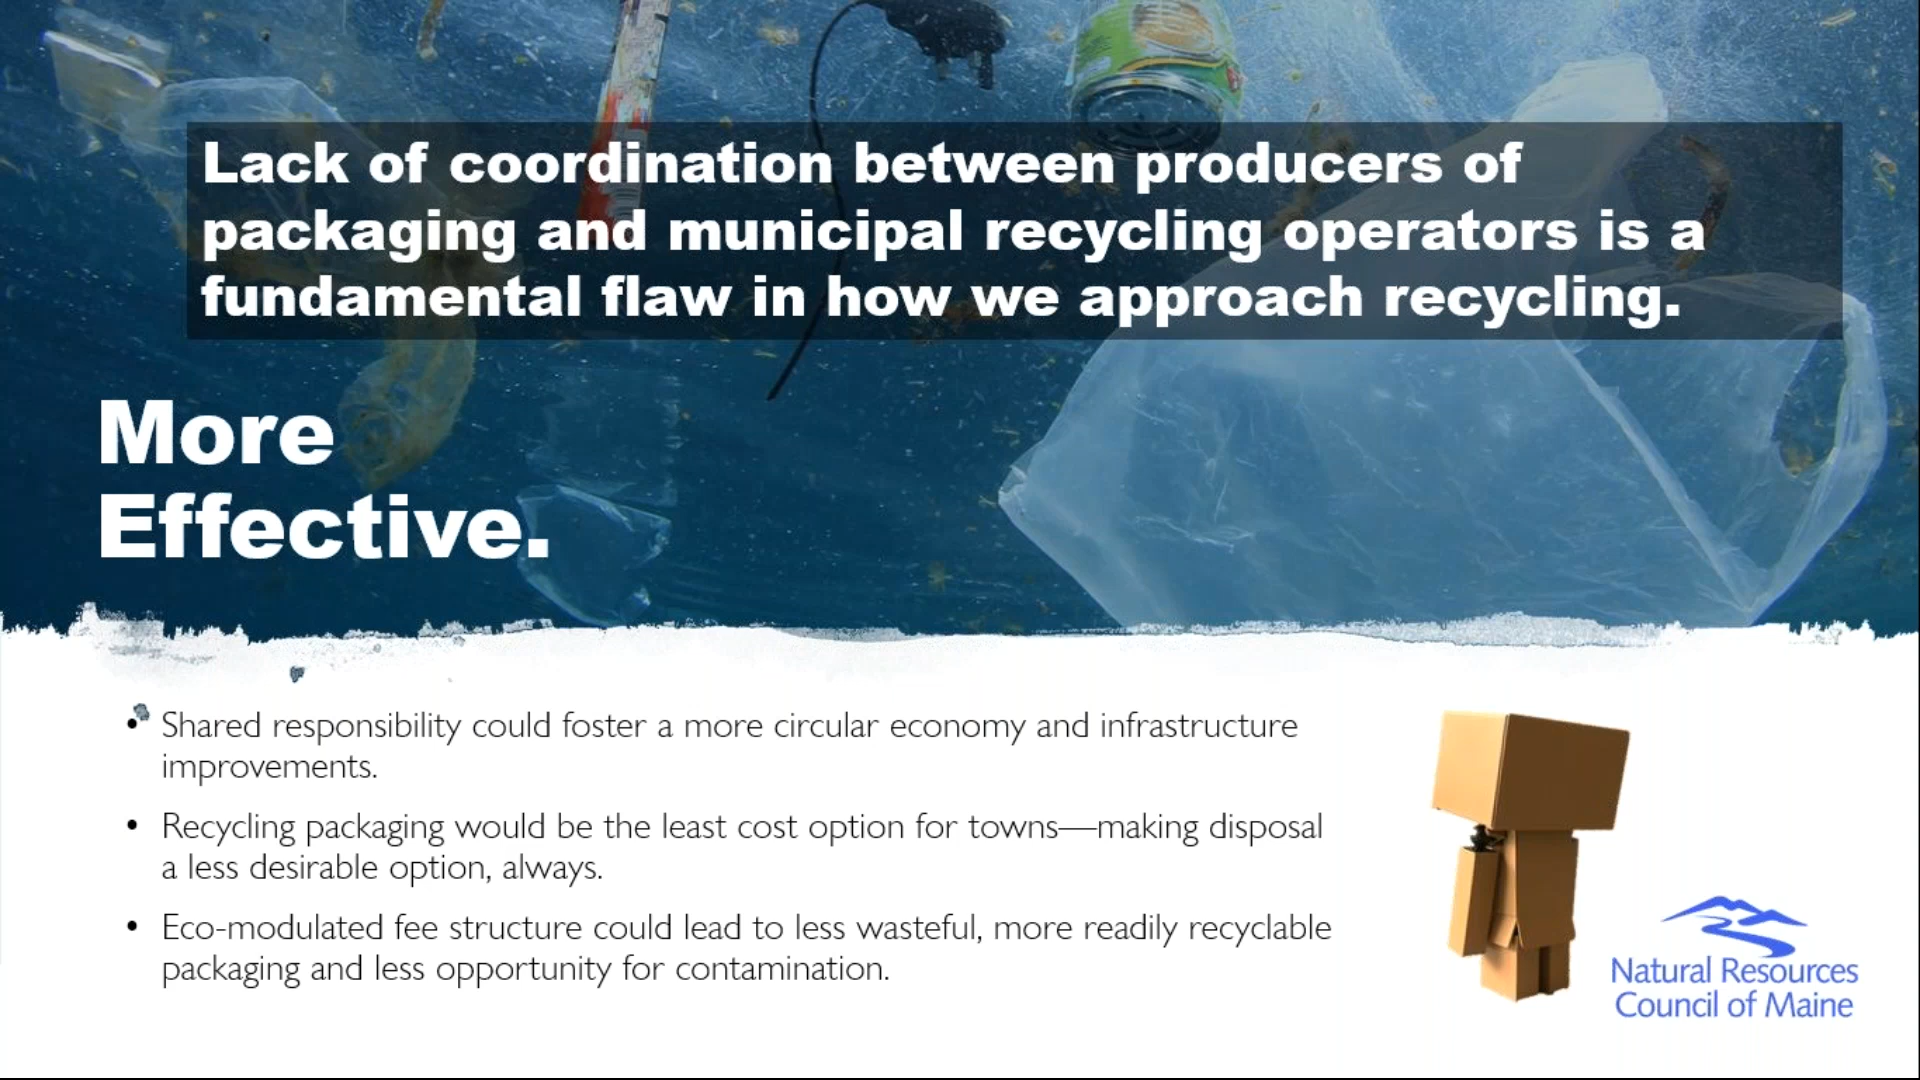 Lack of coordination between producers of
packaging and municipal recycling operators is a
fundamental flaw in how we approach recycling.
More
Effective.
• Shared responsibility could foster a more circular economy and infrastructure
improvements.
• Recycling packaging would be the least cost option for towns—making disposal
a less desirable option, always.
• Eco-modulated fee structure could lead to less wasteful, more readily recyclable
packaging and less opportunity for contamination.
Natural Resources
Council of Maine